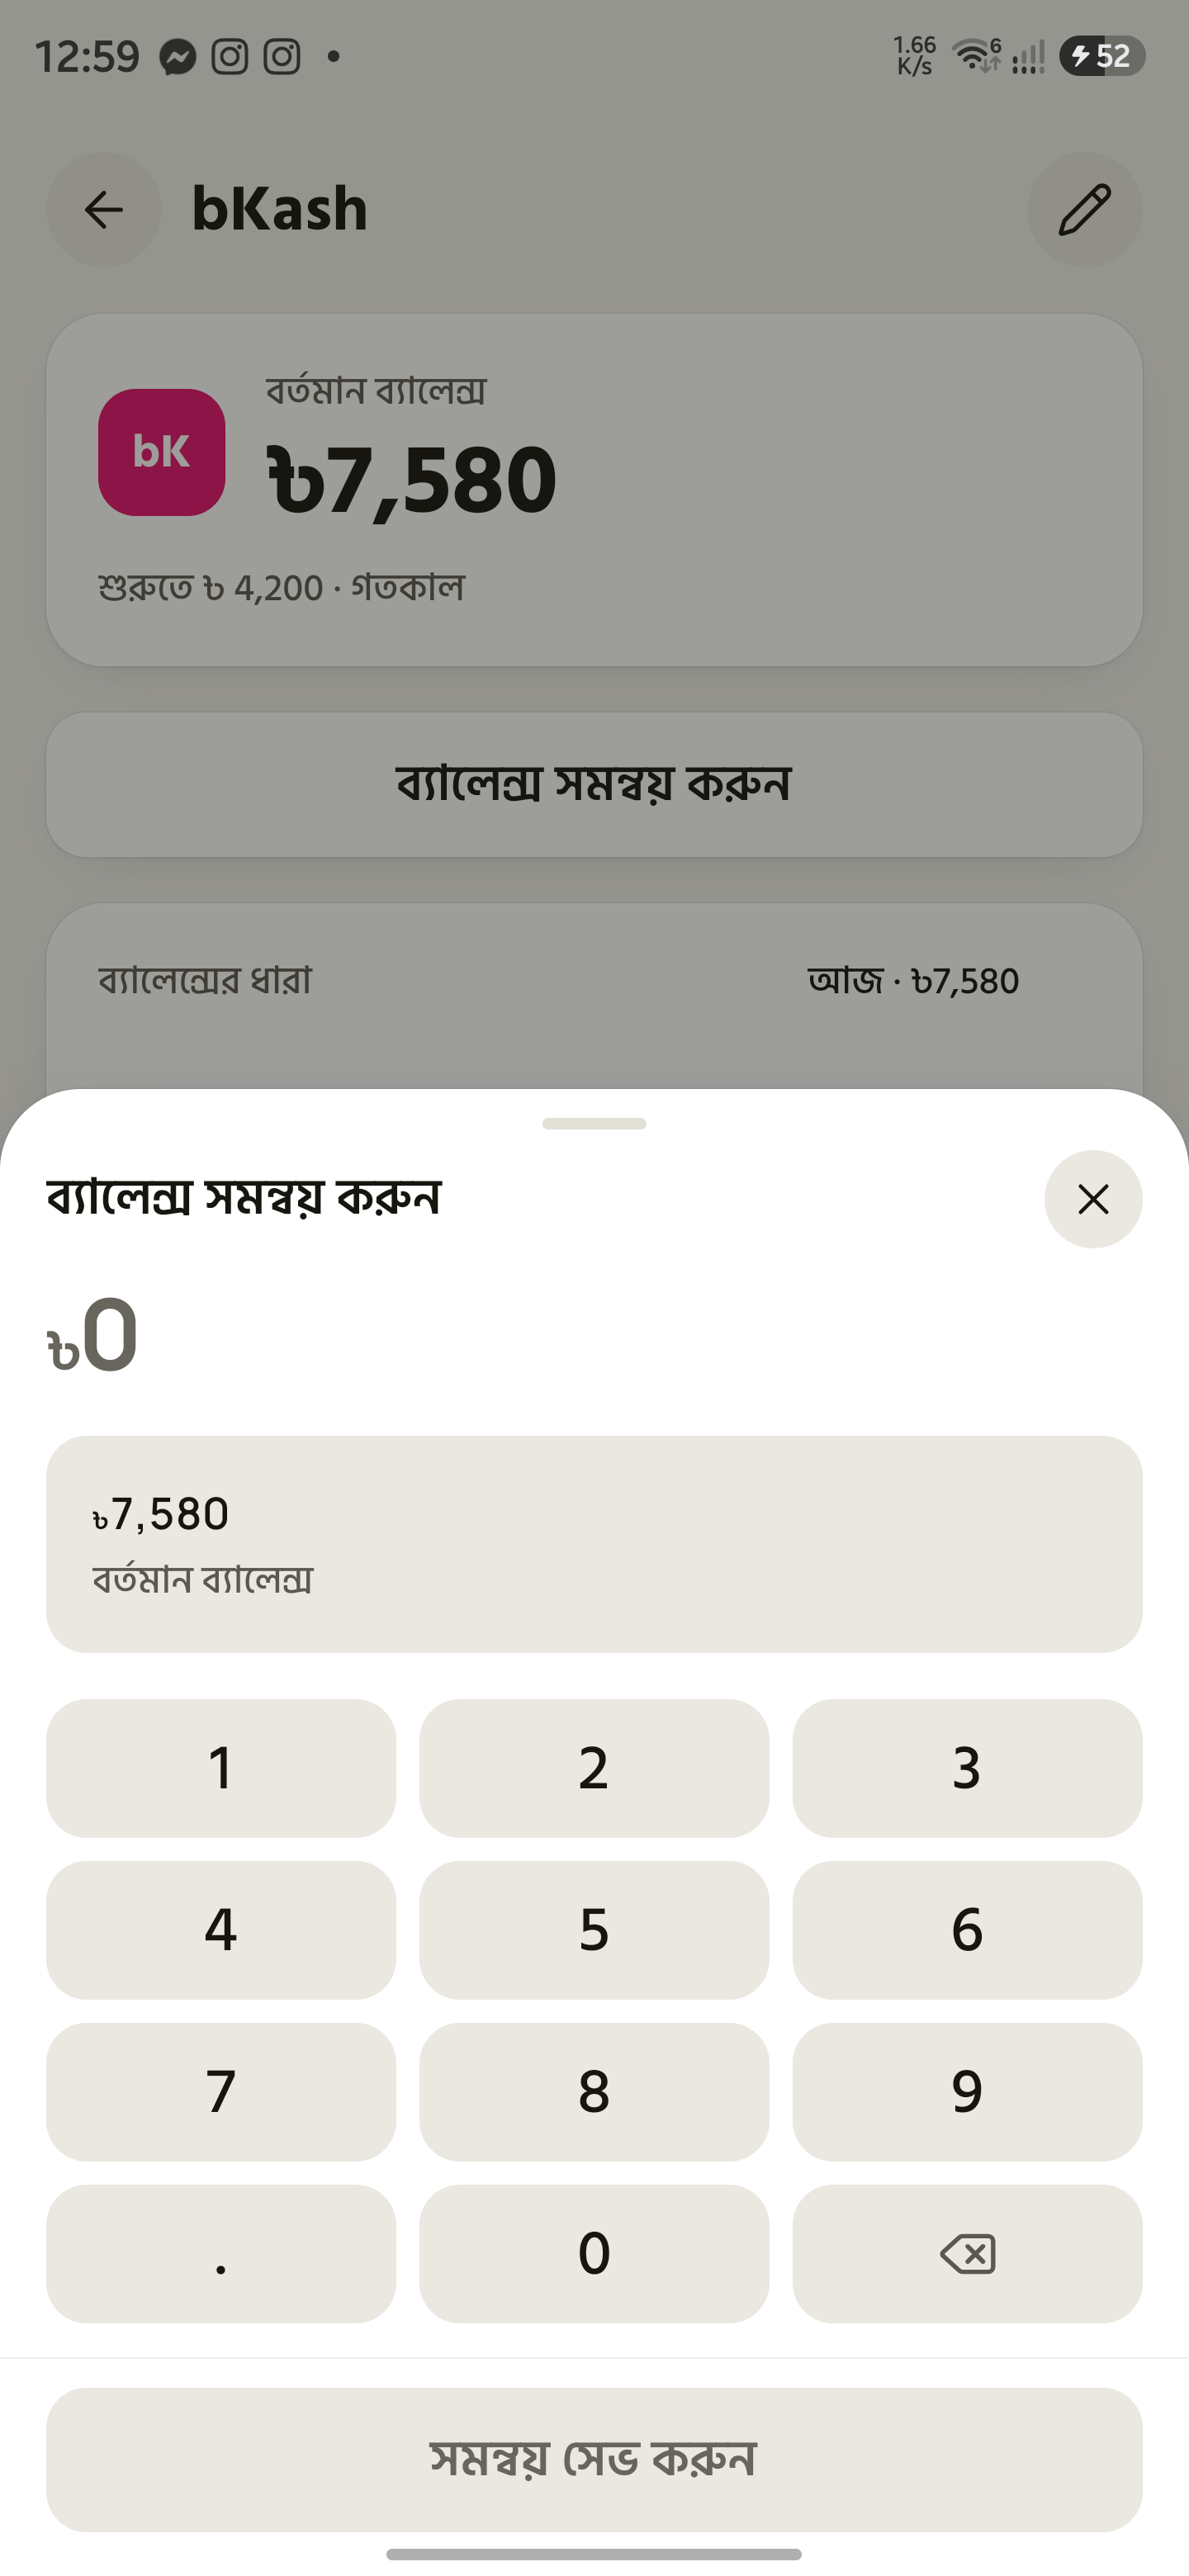 12:59
1.66 K/s
6
52
bKash
bK
বর্তমান ব্যালেন্স
৳7,580
শুরুতে ৳ 4,200 · গতকাল
ব্যালেন্স সমন্বয় করুন
ব্যালেন্সের ধারা
আজ · ৳7,580
ব্যালেন্স সমন্বয় করুন
৳0
৳7,580
বর্তমান ব্যালেন্স
1 2 3
4 5 6
7 8 9
. 0
সমন্বয় সেভ করুন